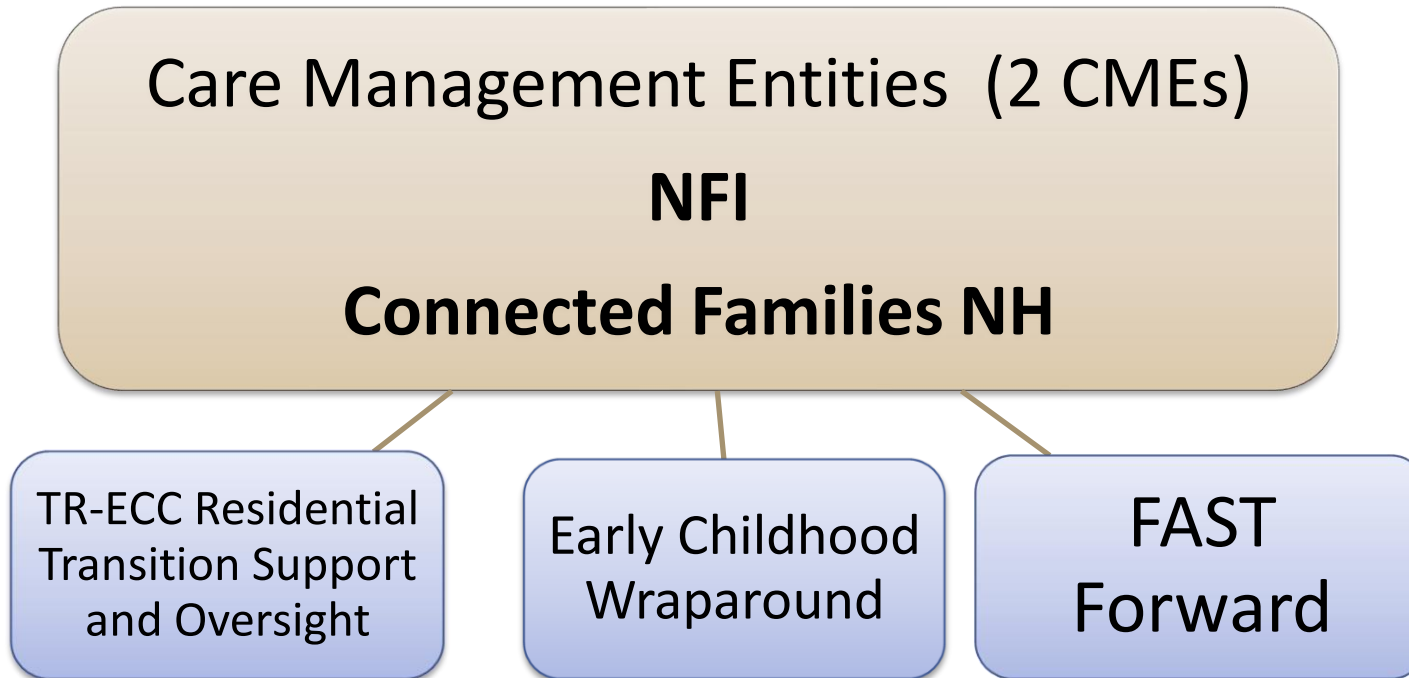 Care Management Entities (2 CMEs)
NFI
Connected Families NH
TR-ECC Residential
Transition Support
and Oversight
Early Childhood
Wraparound
FAST
Forward